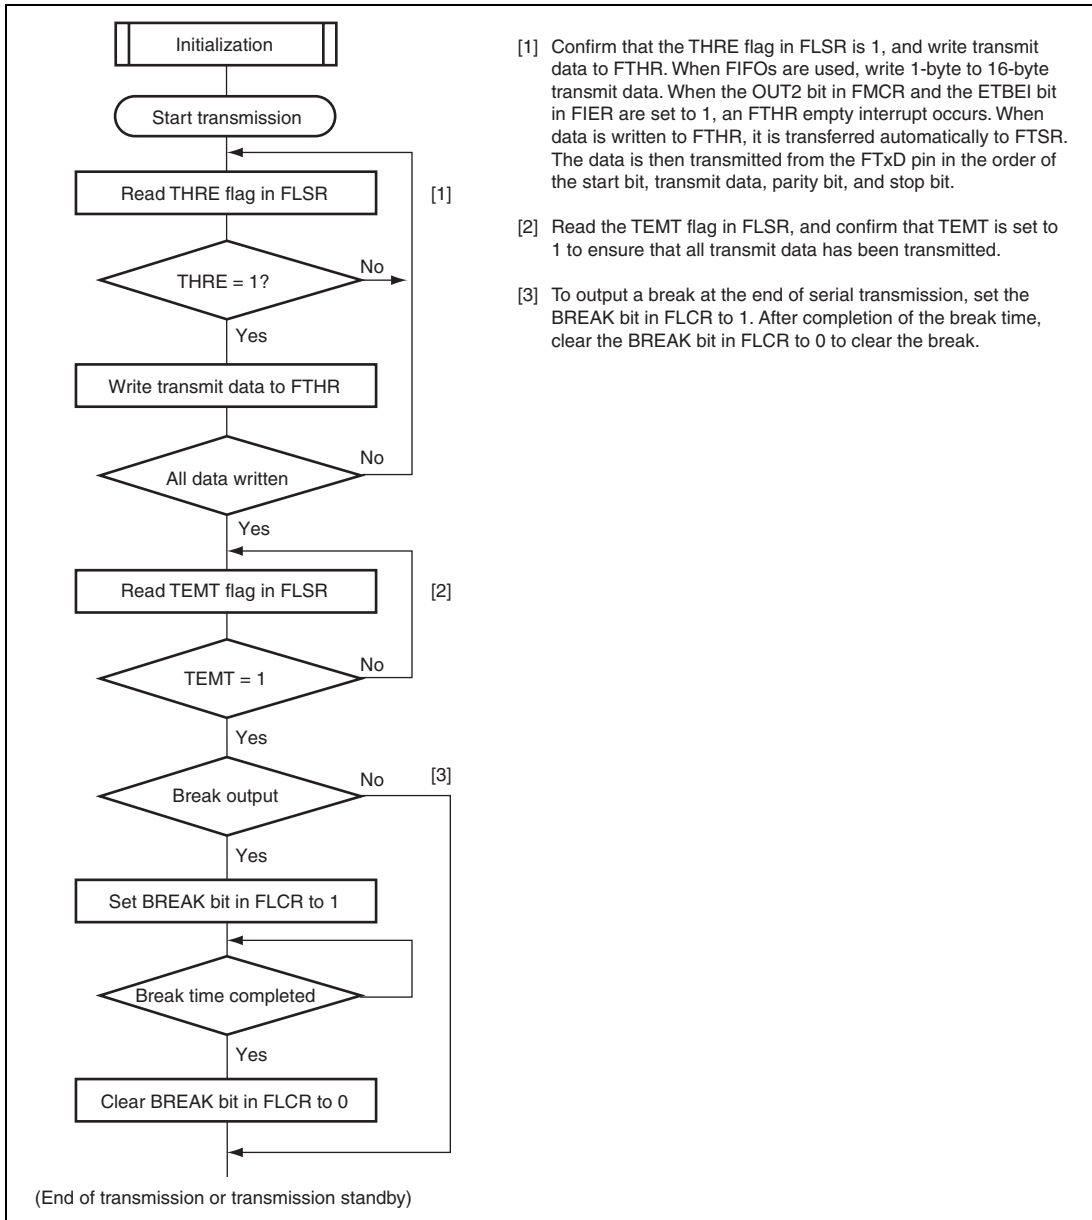 Initialization
Start transmission
Read THRE flag in FLSR
[1]
THRE = 1?
No
Yes
Write transmit data to FTHR
All data written
No
Yes
Read TEMT flag in FLSR
[2]
TEMT = 1
No
Yes
Break output
No
[3]
Yes
Set BREAK bit in FLCR to 1
Break time completed
Yes
Clear BREAK bit in FLCR to 0
(End of transmission or transmission standby)
[1] Confirm that the THRE flag in FLSR is 1, and write transmit
data to FTHR. When FIFOs are used, write 1-byte to 16-byte
transmit data. When the OUT2 bit in FMCR and the ETBEI bit
in FIER are set to 1, an FTHR empty interrupt occurs. When
data is written to FTHR, it is transferred automatically to FTSR.
The data is then transmitted from the FTxD pin in the order of
the start bit, transmit data, parity bit, and stop bit.
[2] Read the TEMT flag in FLSR, and confirm that TEMT is set to
1 to ensure that all transmit data has been transmitted.
[3] To output a break at the end of serial transmission, set the
BREAK bit in FLCR to 1. After completion of the break time,
clear the BREAK bit in FLCR to 0 to clear the break.